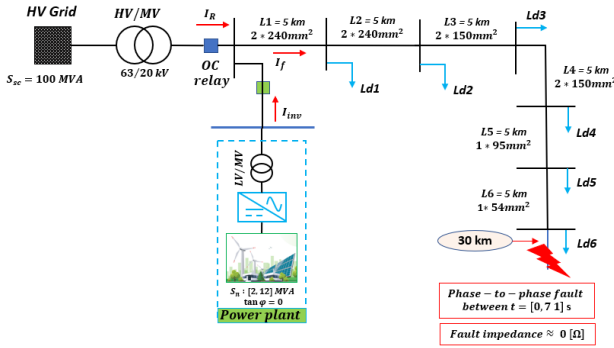 HV Grid
S_sc = 100 MVA
HV/MV
63/20 kV
I_R
OC
relay
L1 = 5 km
2 * 240mm²
I_f
L2 = 5 km
2 * 240mm²
L3 = 5 km
2 * 150mm²
Ld3
Ld1
Ld2
L4 = 5 km
2 * 150mm²
I_inv
L5 = 5 km
1 * 95mm²
Ld4
LV/MV
L6 = 5 km
1 * 54mm²
Ld5
30 km
Ld6
S_n : [2, 12] MVA
tan φ = 0
Power plant
Phase − to − phase fault
between t = [0, 7 1] s
Fault impedance ≈ 0 [Ω]